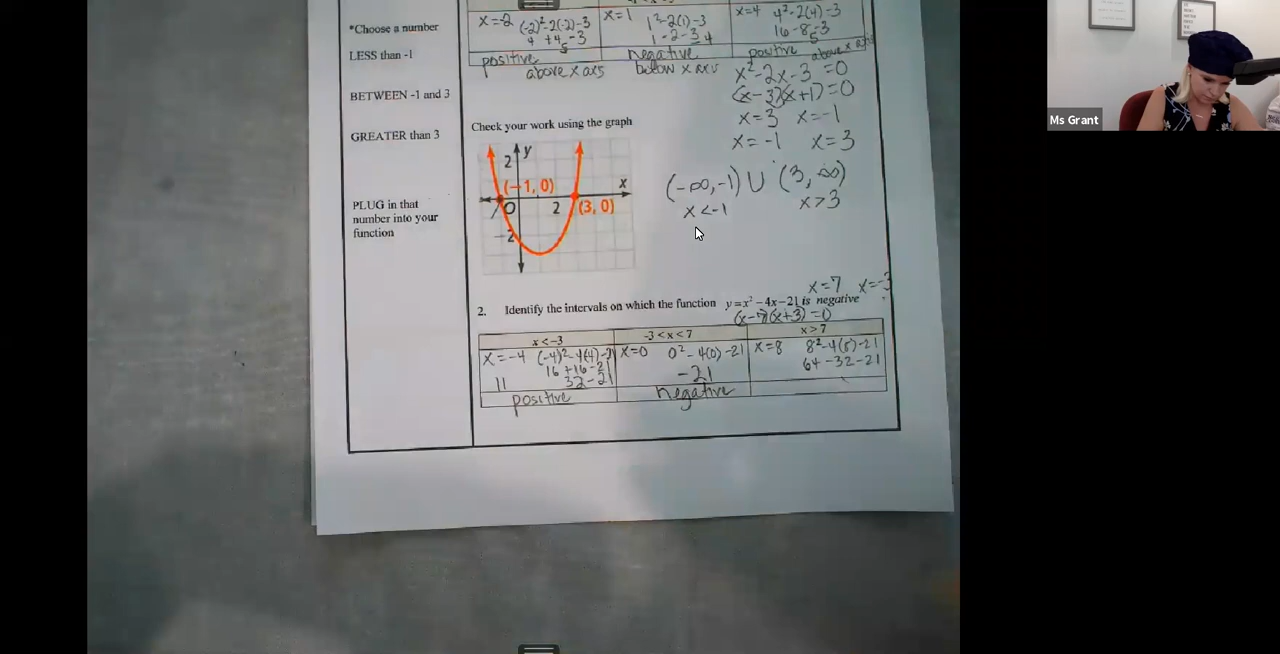 *Choose a number
LESS than -1
BETWEEN -1 and 3
GREATER than 3
PLUG in that
number into your
function
x=-2 (-2)²-2(-2)-3
4 +4 -3
5
positive
above x axis
x=1 1²-2(1)-3
1-2-3 -4
negative
below x axis
x=4 4²-2(4)-3
16-8-3
5
positive above x axis
x²-2x-3=0
(x-3)(x+1)=0
x=3 x=-1
x=-1 x=3
(-∞,-1) U (3, ∞)
x<-1 x>3
Check your work using the graph
y
2
(−1, 0)
x
O 2 (3, 0)
-2
x=7 x=-3
2. Identify the intervals on which the function y=x²−4x−21 is negative
(x-7)(x+3)=0
x<-3 -3<x<7 x>7
x=-4 (-4)²-4(4)-21
16+16-21
11 32-21
positive
x=0 0²-4(0)-21
-21
negative
x=8 8²-4(8)-21
64-32-21
Ms Grant